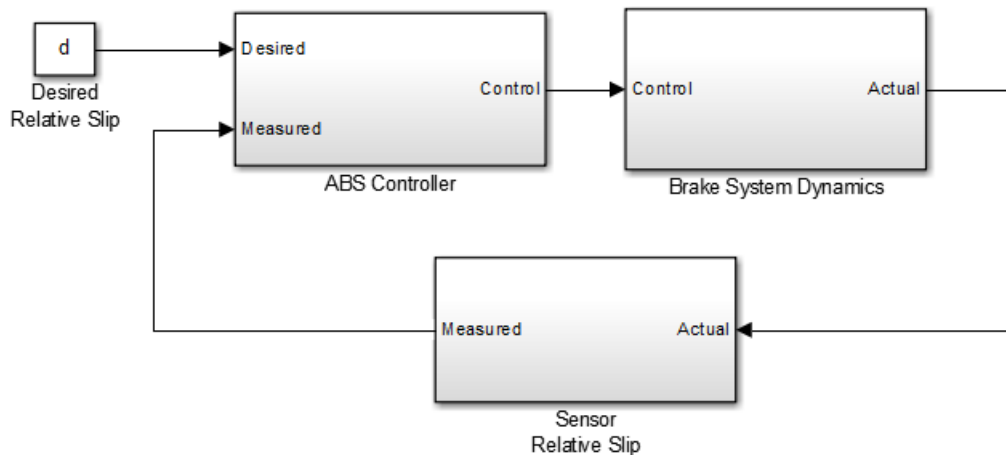 d
Desired
Relative Slip
Desired
Measured
Control
ABS Controller
Control
Actual
Brake System Dynamics
Measured
Actual
Sensor
Relative Slip